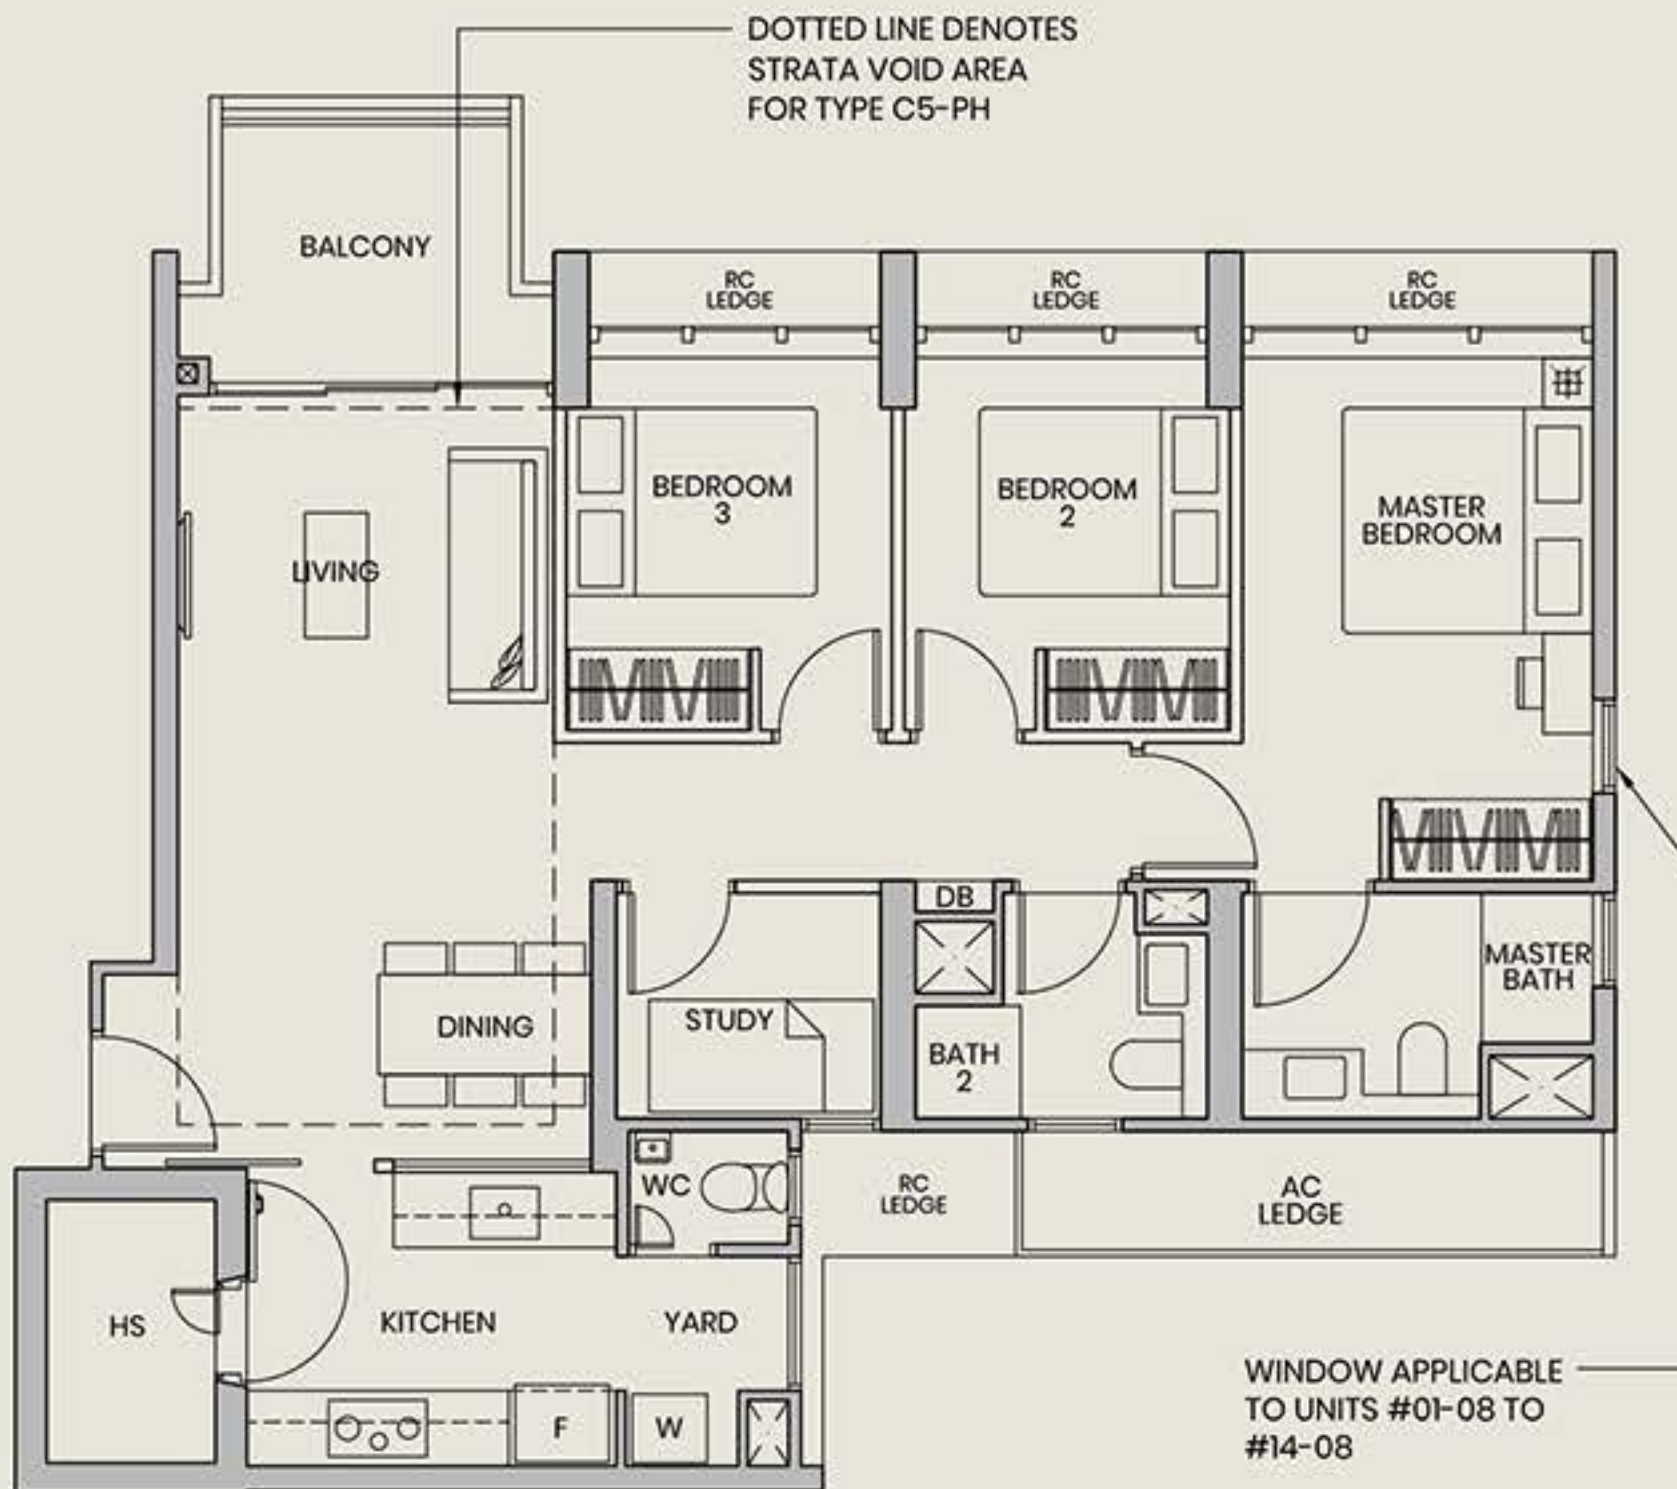 DOTTED LINE DENOTES
STRATA VOID AREA
FOR TYPE C5-PH
BALCONY
RC
LEDGE
RC
LEDGE
RC
LEDGE
BEDROOM
3
BEDROOM
2
MASTER
BEDROOM
LIVING
DB
MASTER
BATH
DINING
STUDY
BATH
2
WC
RC
LEDGE
AC
LEDGE
HS
KITCHEN
YARD
F
W
WINDOW APPLICABLE
TO UNITS #01-08 TO
#14-08